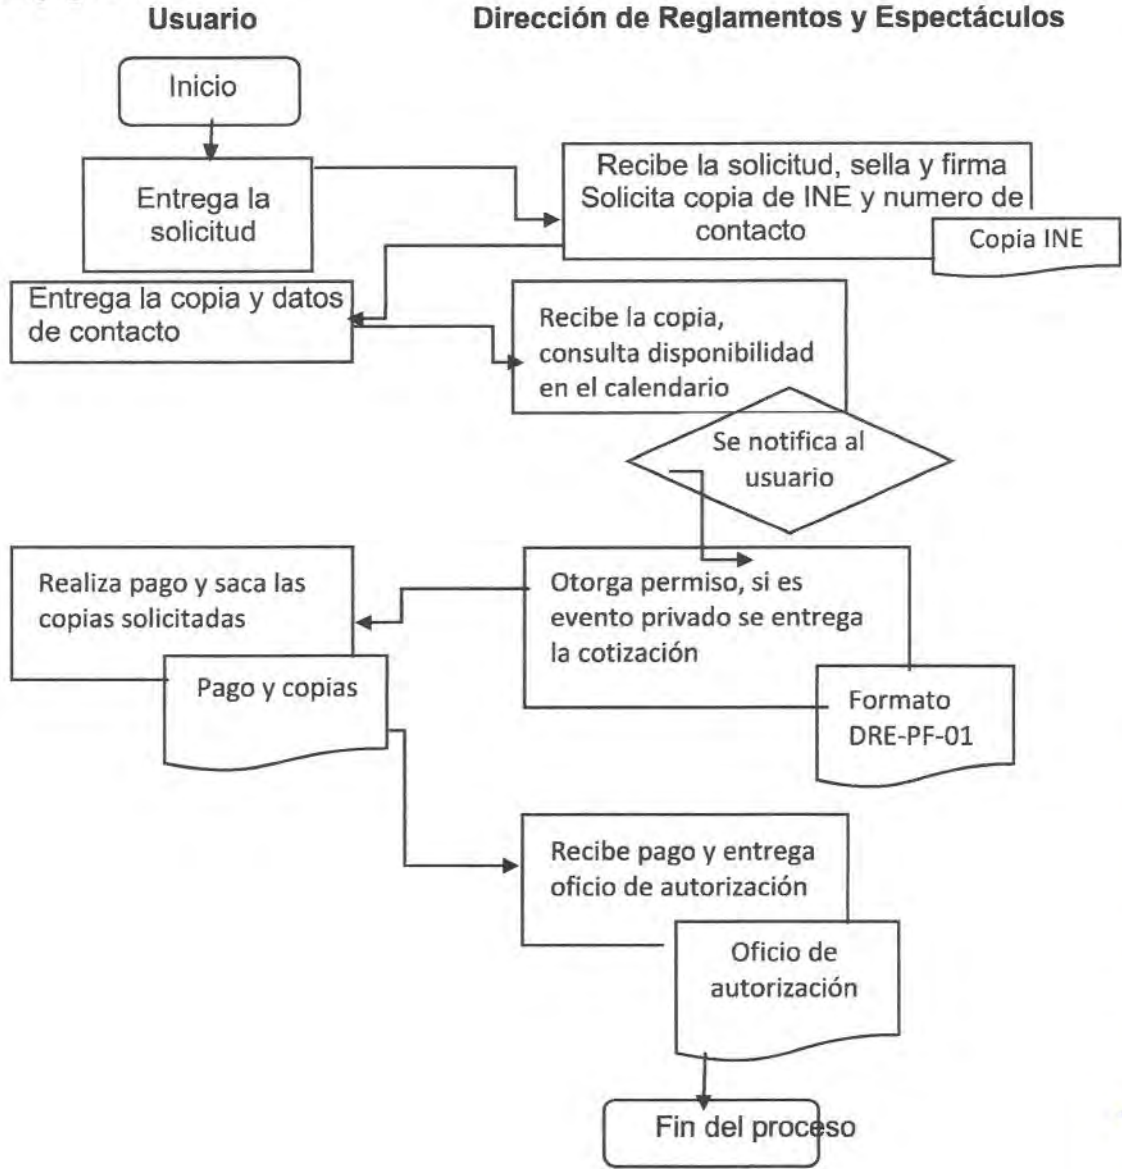 Usuario
Dirección de Reglamentos y Espectáculos
Inicio
Entrega la
solicitud
Recibe la solicitud, sella y firma
Solicita copia de INE y numero de
contacto
Copia INE
Entrega la copia y datos
de contacto
Recibe la copia,
consulta disponibilidad
en el calendario
Se notifica al
usuario
Realiza pago y saca las
copias solicitadas
Pago y copias
Otorga permiso, si es
evento privado se entrega
la cotización
Formato
DRE-PF-01
Recibe pago y entrega
oficio de autorización
Oficio de
autorización
Fin del proceso